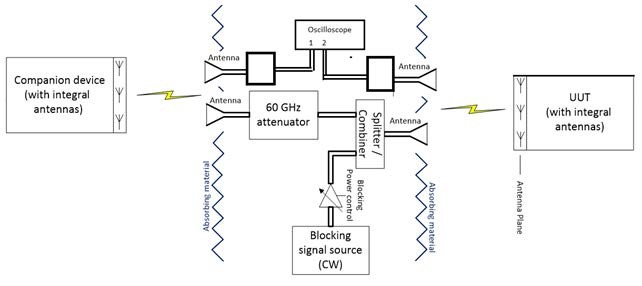 Oscilloscope
1 2
Antenna
Antenna
Companion device
(with integral
antennas)
Antenna
60 GHz
attenuator
Splitter /
Combiner
Antenna
UUT
(with integral
antennas)
Absorbing material
Blocking
Power control
Absorbing material
Antenna Plane
Blocking
signal source
(CW)